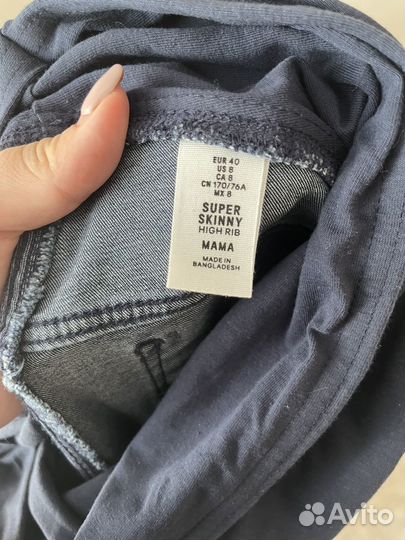 EUR 40
US 8
CA 8
CN 170/76A
MX 8
SUPER
SKINNY
HIGH RIB
MAMA
MADE IN
BANGLADESH
Avito